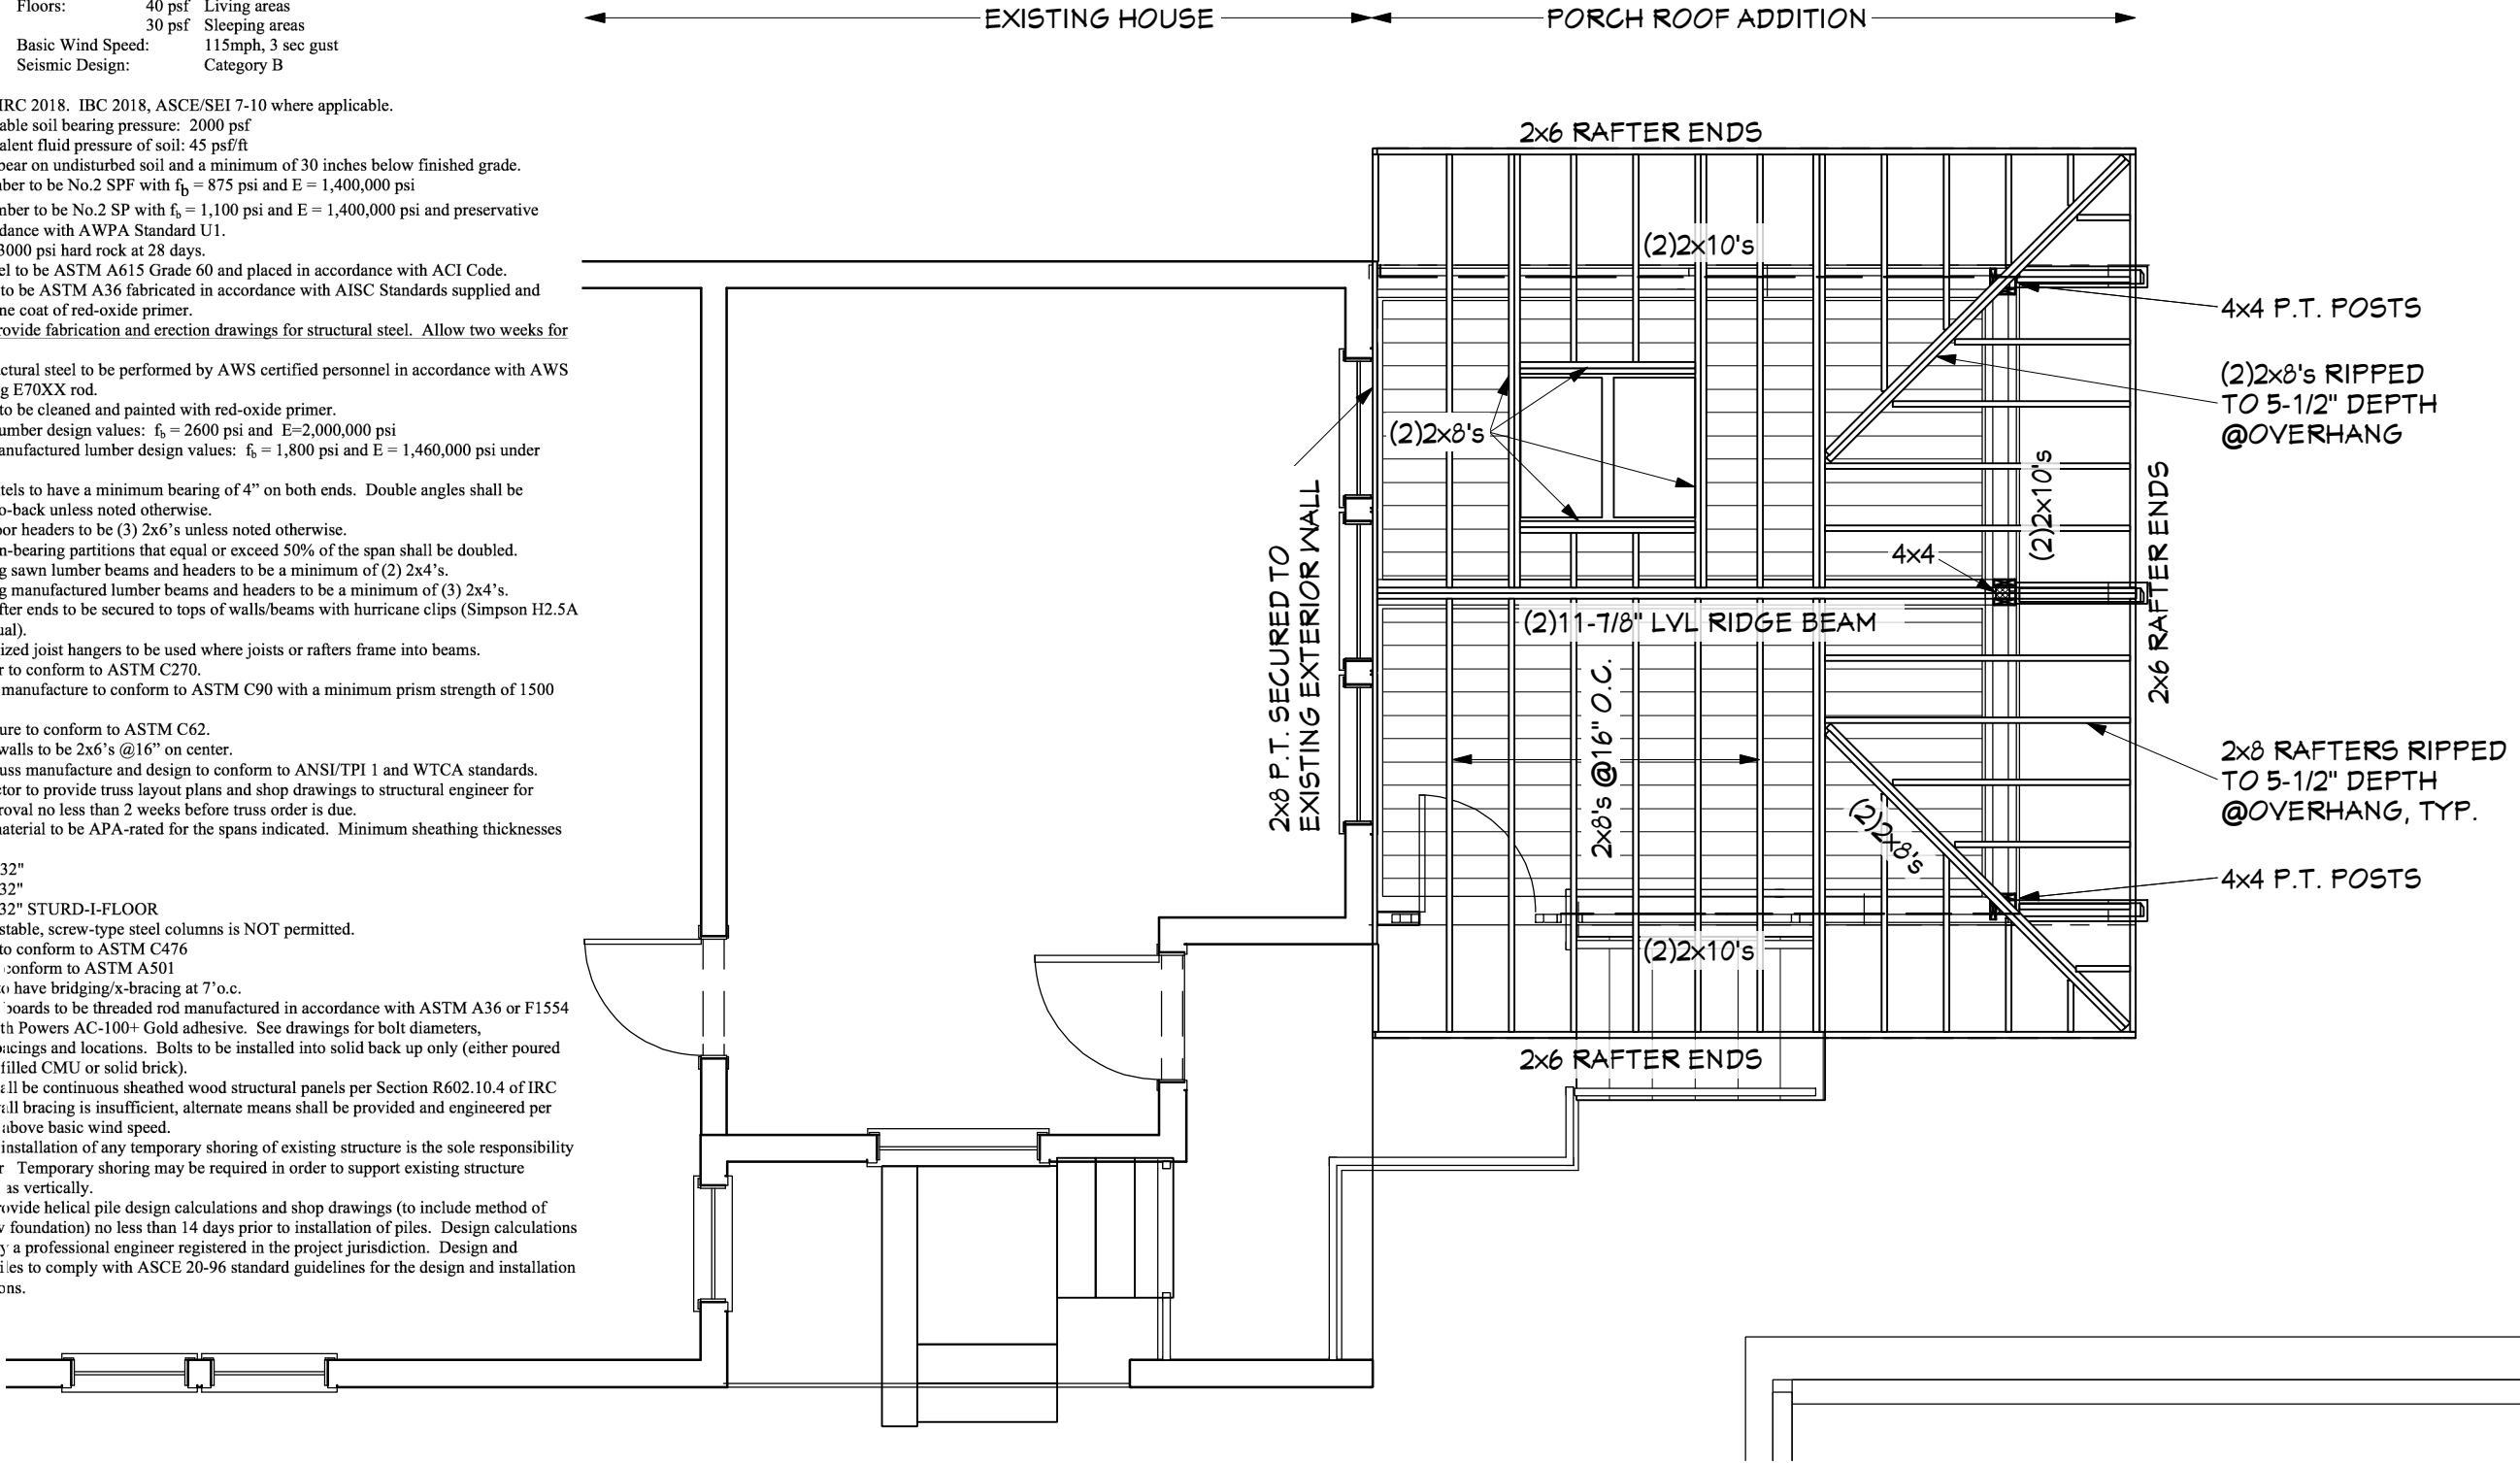 Floors: 40 psf Living areas
30 psf Sleeping areas
Basic Wind Speed: 115mph, 3 sec gust
Seismic Design: Category B
IRC 2018. IBC 2018, ASCE/SEI 7-10 where applicable.
able soil bearing pressure: 2000 psf
alent fluid pressure of soil: 45 psf/ft
bear on undisturbed soil and a minimum of 30 inches below finished grade.
ber to be No.2 SPF with fb = 875 psi and E = 1,400,000 psi
mber to be No.2 SP with fb = 1,100 psi and E = 1,400,000 psi and preservative
dance with AWPA Standard U1.
3000 psi hard rock at 28 days.
el to be ASTM A615 Grade 60 and placed in accordance with ACI Code.
to be ASTM A36 fabricated in accordance with AISC Standards supplied and
ne coat of red-oxide primer.
rovide fabrication and erection drawings for structural steel. Allow two weeks for
ctural steel to be performed by AWS certified personnel in accordance with AWS
g E70XX rod.
to be cleaned and painted with red-oxide primer.
umber design values: fb = 2600 psi and E=2,000,000 psi
anufactured lumber design values: fb = 1,800 psi and E = 1,460,000 psi under
tels to have a minimum bearing of 4” on both ends. Double angles shall be
o-back unless noted otherwise.
oor headers to be (3) 2x6’s unless noted otherwise.
n-bearing partitions that equal or exceed 50% of the span shall be doubled.
g sawn lumber beams and headers to be a minimum of (2) 2x4’s.
g manufactured lumber beams and headers to be a minimum of (3) 2x4’s.
fter ends to be secured to tops of walls/beams with hurricane clips (Simpson H2.5A
ual).
ized joist hangers to be used where joists or rafters frame into beams.
r to conform to ASTM C270.
manufacture to conform to ASTM C90 with a minimum prism strength of 1500
ure to conform to ASTM C62.
walls to be 2x6’s @16” on center.
uss manufacture and design to conform to ANSI/TPI 1 and WTCA standards.
ctor to provide truss layout plans and shop drawings to structural engineer for
roval no less than 2 weeks before truss order is due.
material to be APA-rated for the spans indicated. Minimum sheathing thicknesses
32"
32"
32" STURD-I-FLOOR
stable, screw-type steel columns is NOT permitted.
to conform to ASTM C476
conform to ASTM A501
to have bridging/x-bracing at 7’o.c.
boards to be threaded rod manufactured in accordance with ASTM A36 or F1554
th Powers AC-100+ Gold adhesive. See drawings for bolt diameters,
acings and locations. Bolts to be installed into solid back up only (either poured
filled CMU or solid brick).
all be continuous sheathed wood structural panels per Section R602.10.4 of IRC
all bracing is insufficient, alternate means shall be provided and engineered per
above basic wind speed.
installation of any temporary shoring of existing structure is the sole responsibility
r Temporary shoring may be required in order to support existing structure
as vertically.
rovide helical pile design calculations and shop drawings (to include method of
w foundation) no less than 14 days prior to installation of piles. Design calculations
y a professional engineer registered in the project jurisdiction. Design and
iles to comply with ASCE 20-96 standard guidelines for the design and installation
ons.
EXISTING HOUSE
PORCH ROOF ADDITION
2x6 RAFTER ENDS
(2)2x10's
4x4 P.T. POSTS
(2)2x8's RIPPED
TO 5-1/2" DEPTH
@OVERHANG
(2)2x8's
(2)2x10's
2x6 RAFTER ENDS
4x4
2x8 P.T. SECURED TO
EXISTING EXTERIOR WALL
(2)11-7/8" LVL RIDGE BEAM
2x8's @16" O.C.
2x8 RAFTERS RIPPED
TO 5-1/2" DEPTH
@OVERHANG, TYP.
(2)2x8's
4x4 P.T. POSTS
(2)2x10's
2x6 RAFTER ENDS